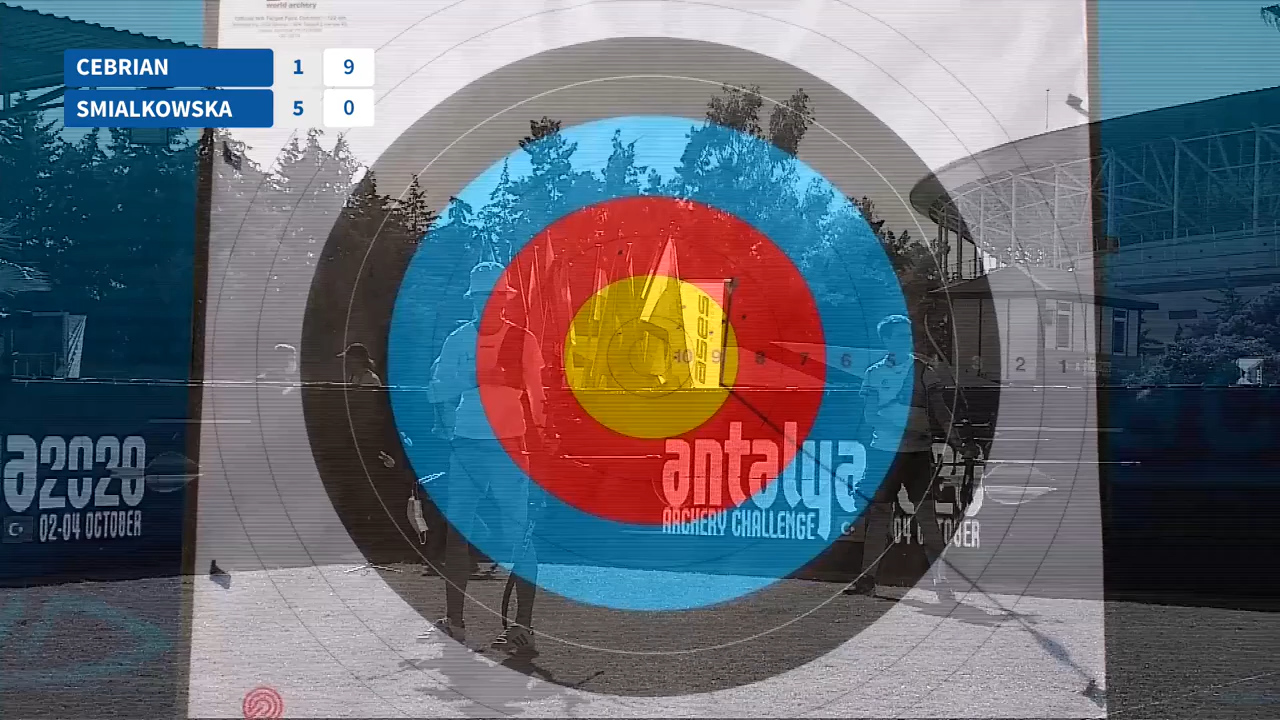 world archery
CEBRIAN 1 9
SMIALKOWSKA 5 0
10 9 8 7 6 5 4 3 2 1
a2020
02-04 OCTOBER
antalya
ARCHERY CHALLENGE
04 OCTOBER